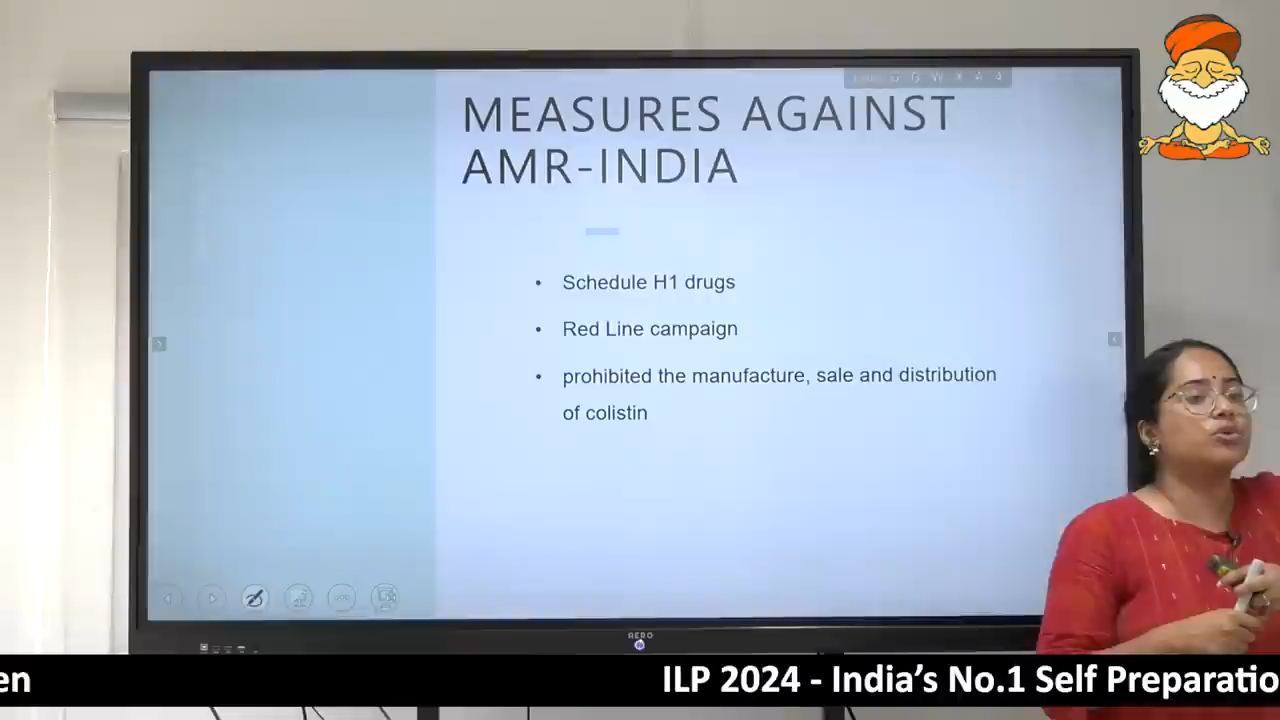 MEASURES AGAINST
AMR-INDIA
• Schedule H1 drugs
• Red Line campaign
• prohibited the manufacture, sale and distribution
of colistin
AERO
en ILP 2024 - India’s No.1 Self Preparatio